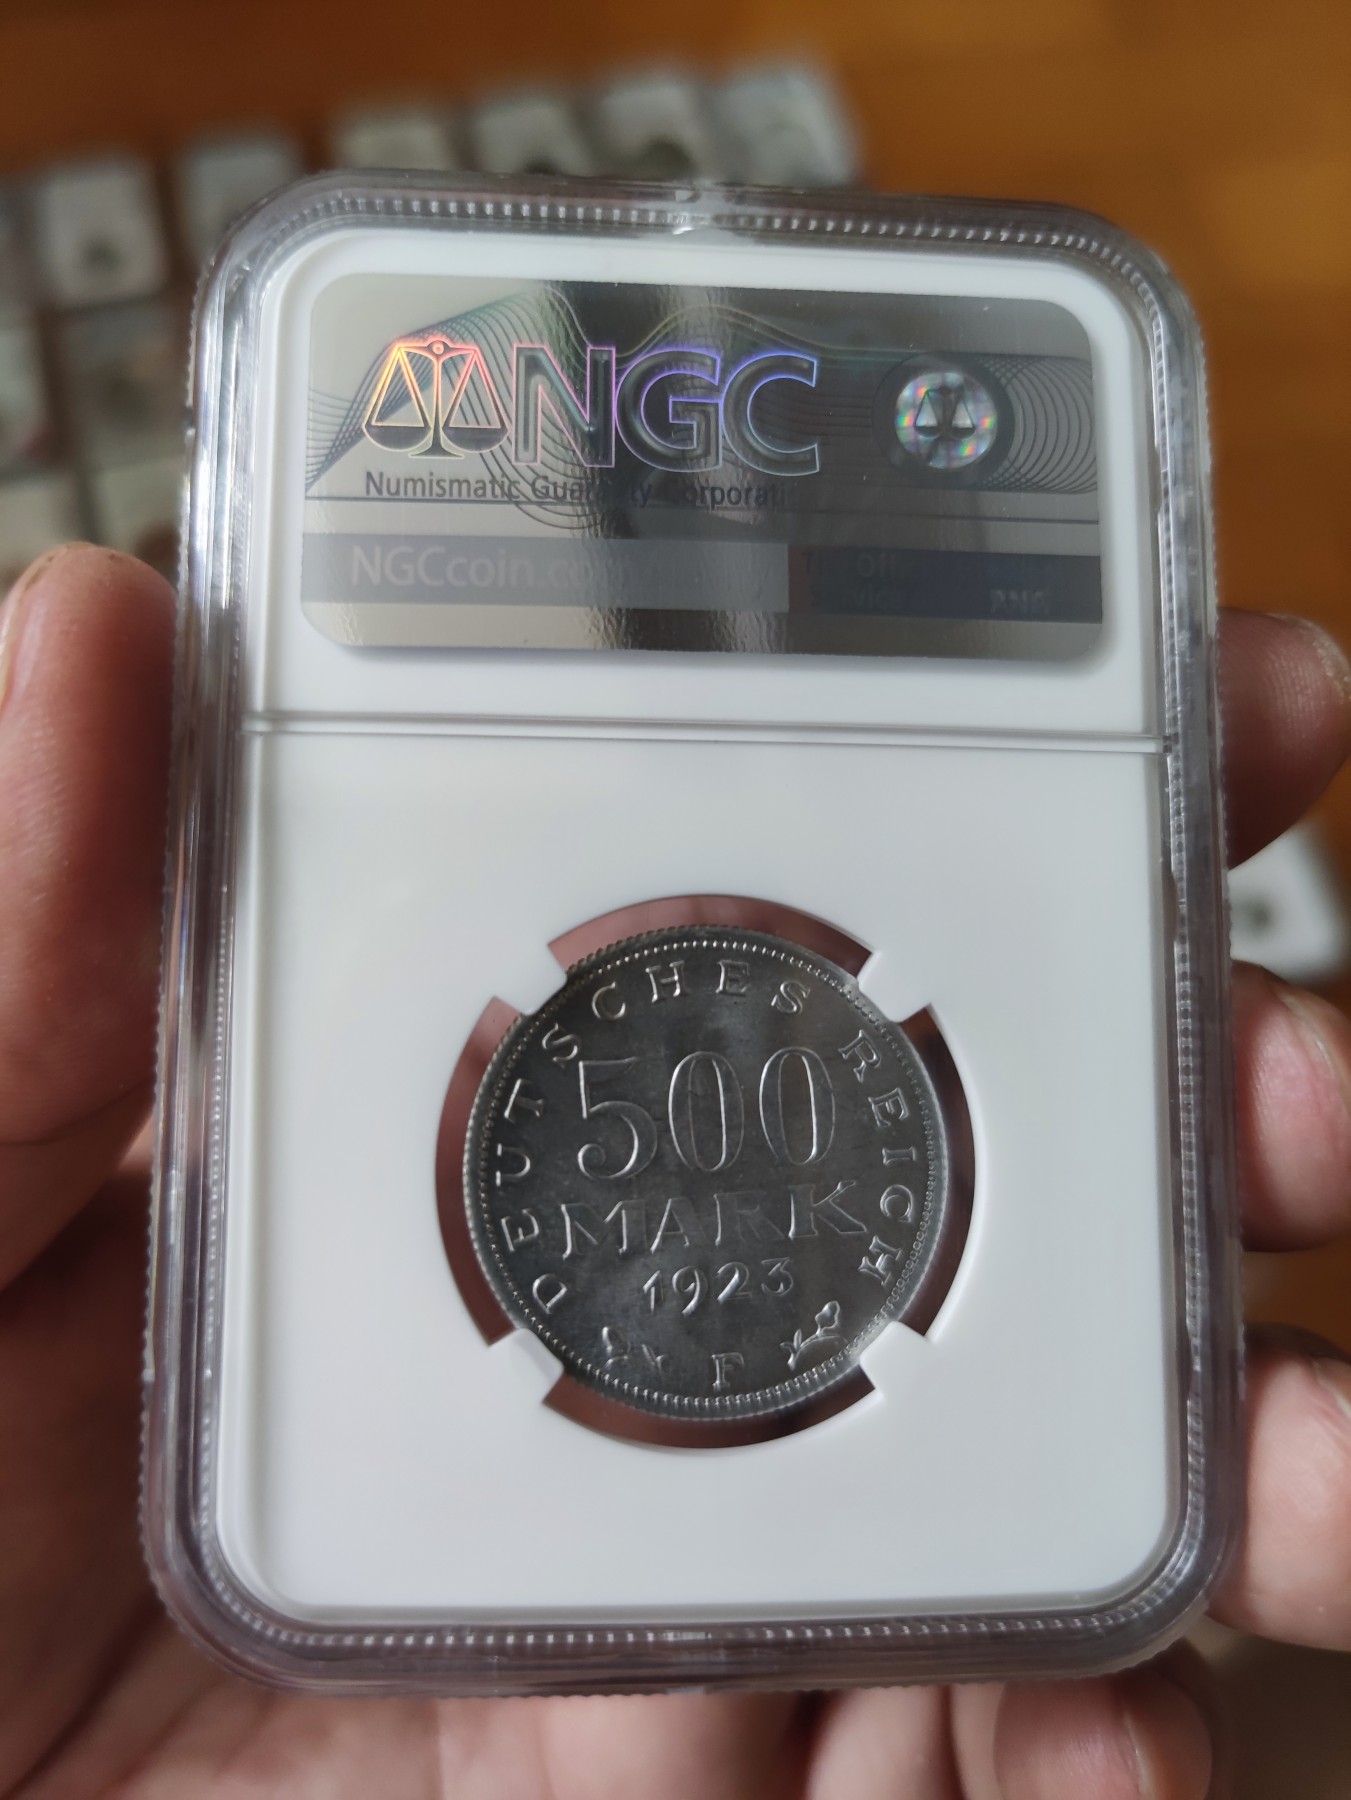 NGC
Numismatic Guaranty Corporation
NGCcoin.com
DEUTSCHES REICH
500
MARK
1923
F